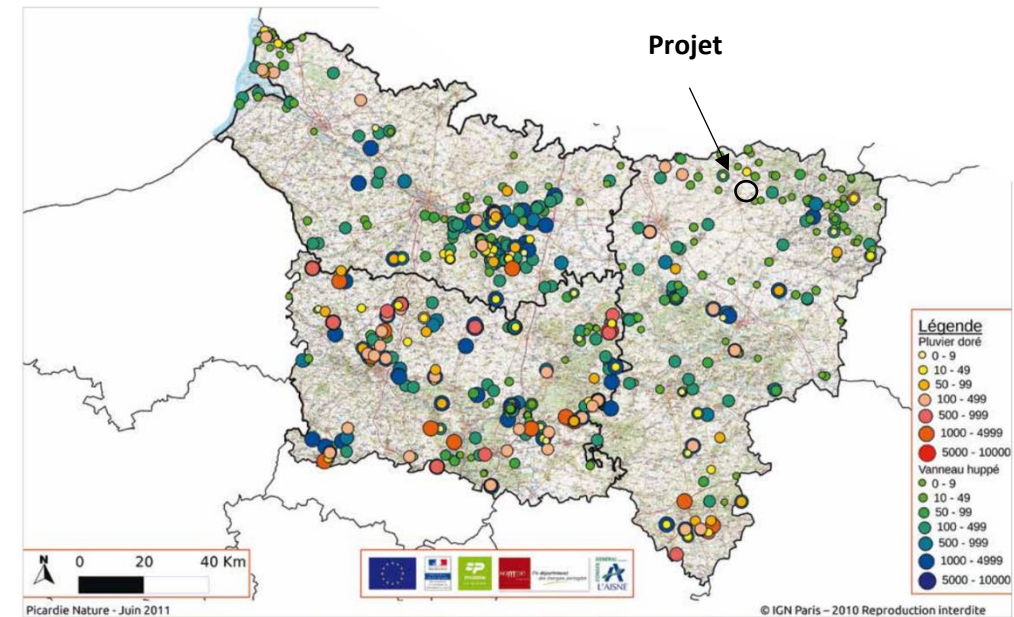 Projet
Légende
Pluvier doré
0 - 9
10 - 49
50 - 99
100 - 499
500 - 999
1000 - 4999
5000 - 10000
Vanneau huppé
0 - 9
10 - 49
50 - 99
100 - 499
500 - 999
1000 - 4999
5000 - 10000
N
0 20 40 Km
L'AISNE
Picardie Nature - Juin 2011
© IGN Paris – 2010 Reproduction interdite